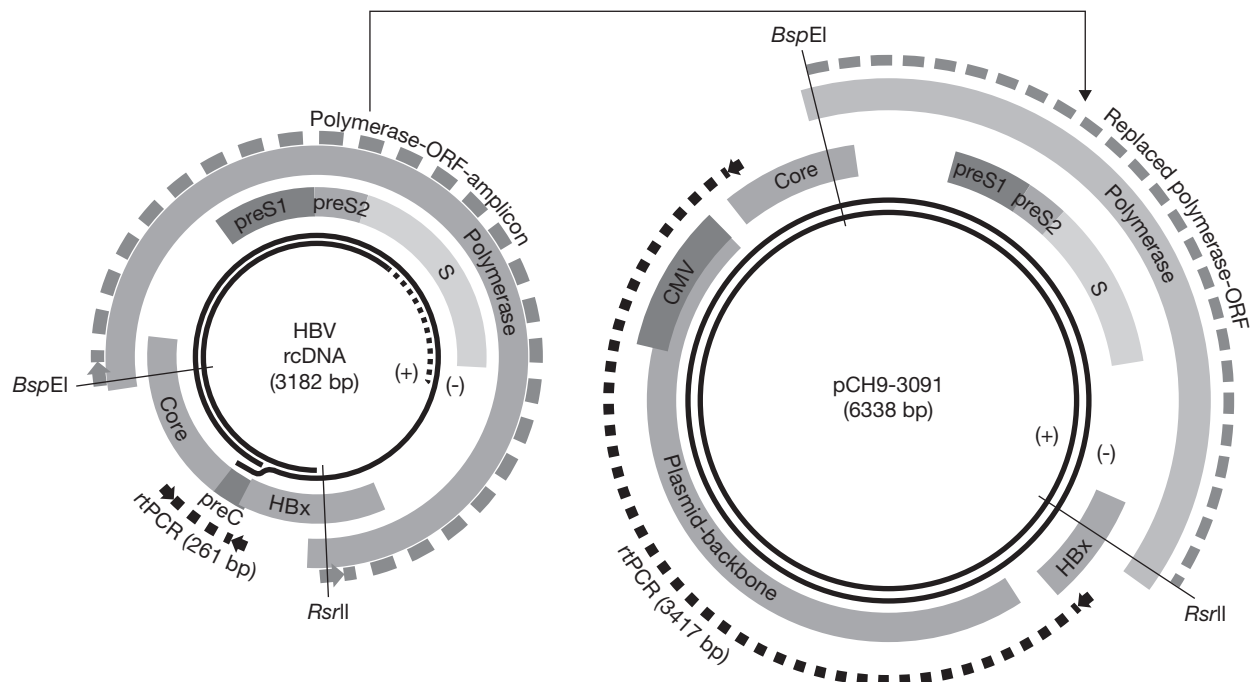 Polymerase-ORF-amplicon
preS1
preS2
S
Polymerase
HBV
rcDNA
(3182 bp)
(+)
(-)
BspEI
Core
preC
HBx
rtPCR (261 bp)
RsrII
BspEI
Replaced polymerase-ORF
Core
preS1
preS2
Polymerase
CMV
S
pCH9-3091
(6338 bp)
(+)
(-)
Plasmid-backbone
HBx
rtPCR (3417 bp)
RsrII